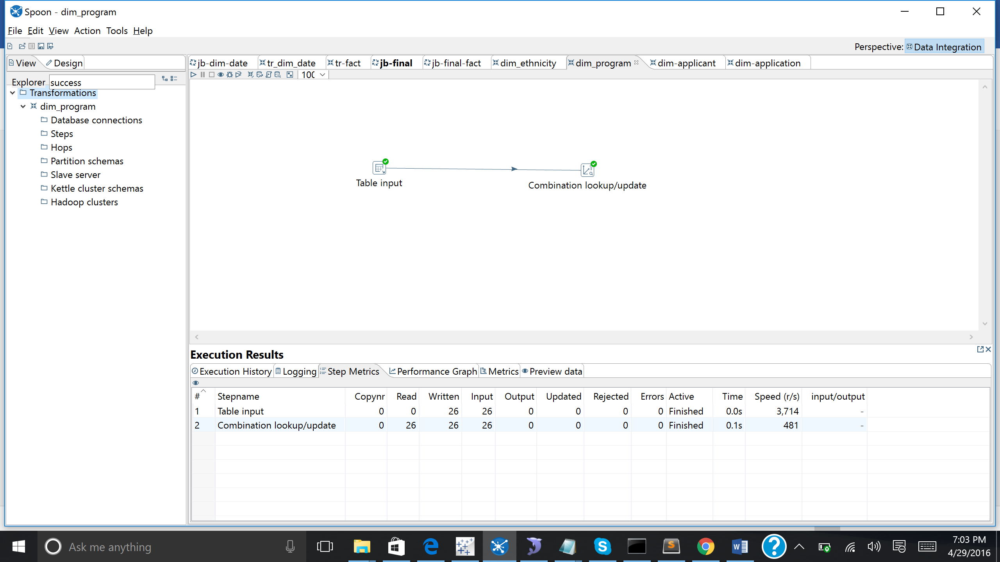 Spoon - dim_program
File Edit View Action Tools Help
Perspective: Data Integration
View Design
jb-dim-date tr_dim_date tr-fact jb-final jb-final-fact dim_ethnicity dim_program dim-applicant dim-application
Explorer success
Transformations
dim_program
Database connections
Steps
Hops
Partition schemas
Slave server
Kettle cluster schemas
Hadoop clusters
Table input
Combination lookup/update
Execution Results
Execution History Logging Step Metrics Performance Graph Metrics Preview data
# Stepname Copynr Read Written Input Output Updated Rejected Errors Active Time Speed (r/s) input/output
1 Table input 0 0 26 26 0 0 0 0 Finished 0.0s 3,714 -
2 Combination lookup/update 0 26 26 26 0 0 0 0 Finished 0.1s 481 -
Ask me anything
7:03 PM
4/29/2016